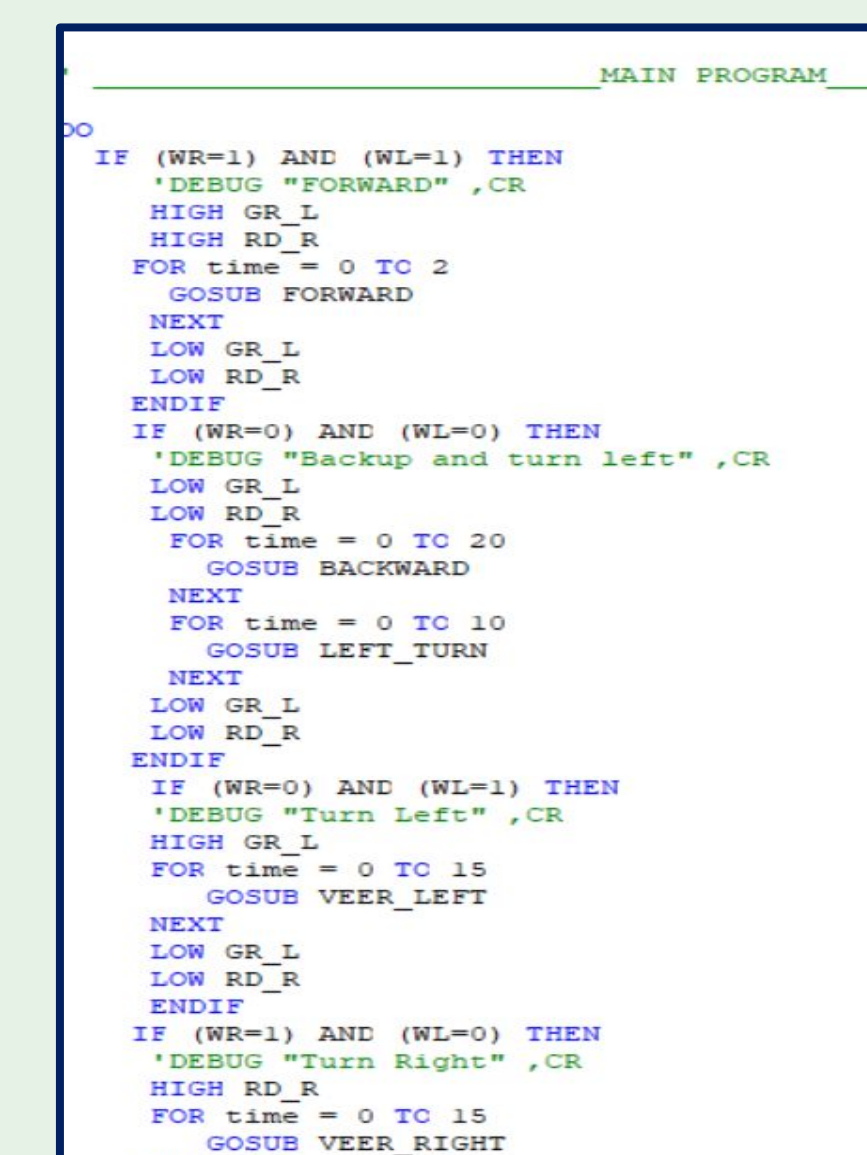 ' ____________________________MAIN PROGRAM__
DO
IF (WR=1) AND (WL=1) THEN
'DEBUG "FORWARD" ,CR
HIGH GR_L
HIGH RD_R
FOR time = 0 TO 2
GOSUB FORWARD
NEXT
LOW GR_L
LOW RD_R
ENDIF
IF (WR=0) AND (WL=0) THEN
'DEBUG "Backup and turn left" ,CR
LOW GR_L
LOW RD_R
FOR time = 0 TO 20
GOSUB BACKWARD
NEXT
FOR time = 0 TO 10
GOSUB LEFT_TURN
NEXT
LOW GR_L
LOW RD_R
ENDIF
IF (WR=0) AND (WL=1) THEN
'DEBUG "Turn Left" ,CR
HIGH GR_L
FOR time = 0 TO 15
GOSUB VEER_LEFT
NEXT
LOW GR_L
LOW RD_R
ENDIF
IF (WR=1) AND (WL=0) THEN
'DEBUG "Turn Right" ,CR
HIGH RD_R
FOR time = 0 TO 15
GOSUB VEER_RIGHT